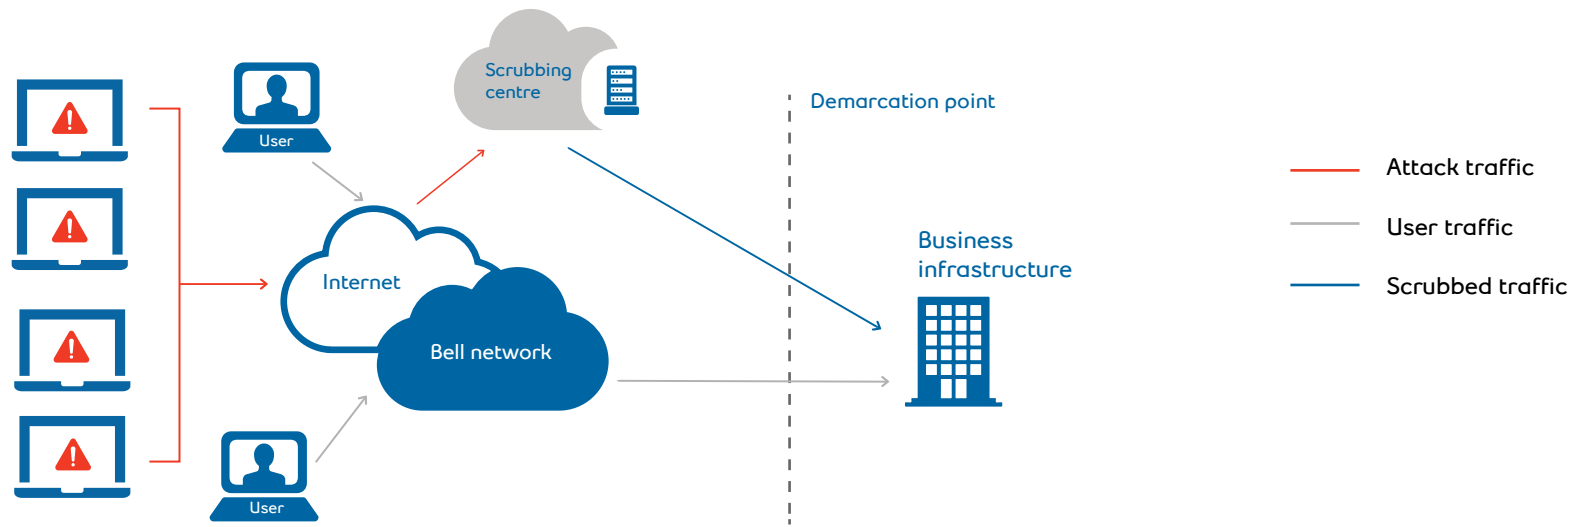 User
Scrubbing
centre
Demarcation point
Internet
Bell network
Business
infrastructure
User
Attack traffic
User traffic
Scrubbed traffic